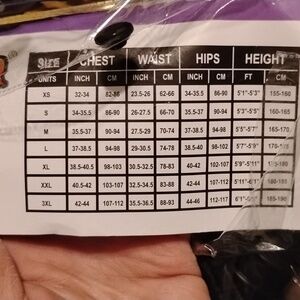 SIZE CHEST WAIST HIPS HEIGHT
UNITS INCH CM INCH CM INCH CM FT CM
XS 32-34 82-86 23.5-26 62-66 34-35.5 86-90 5'1"-5'3" 155-160
S 34-35.5 86-90 26-27.5 66-70 35.5-37 90-94 5'3"-5'5" 160-165
M 35.5-37 90-94 27.5-29 70-74 37-38.5 94-98 5'5"-5'7" 165-170
L 37-38.5 94-98 29-30.5 74-78 38.5-40 98-102 5'7"-5'9" 170-175
XL 38.5-40.5 98-103 30.5-32.5 78-83 40-42 102-107 5'9"-5'11"
XXL 40.5-42 103-107 32.5-34.5 83-88 42-44 107-112 5'11"-6'1" 180-185
3XL 42-44 107-112 35.5-36.5 88-93 44-46 112-117 185-190